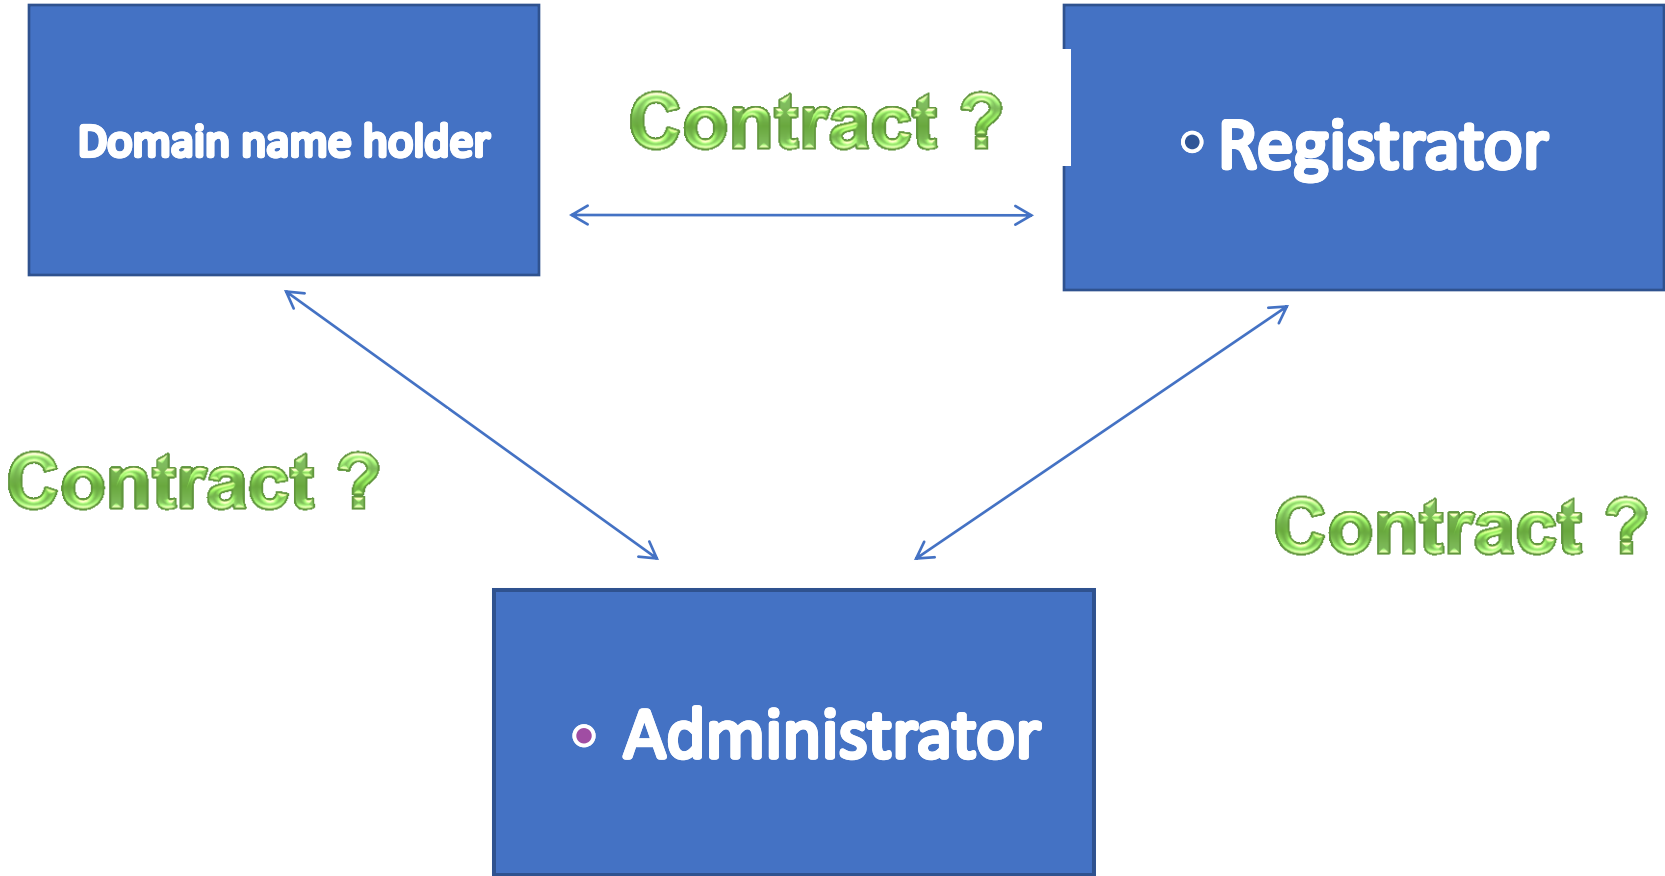 Contract ?
Domain name holder
Registrator
Contract ?
Contract ?
Administrator